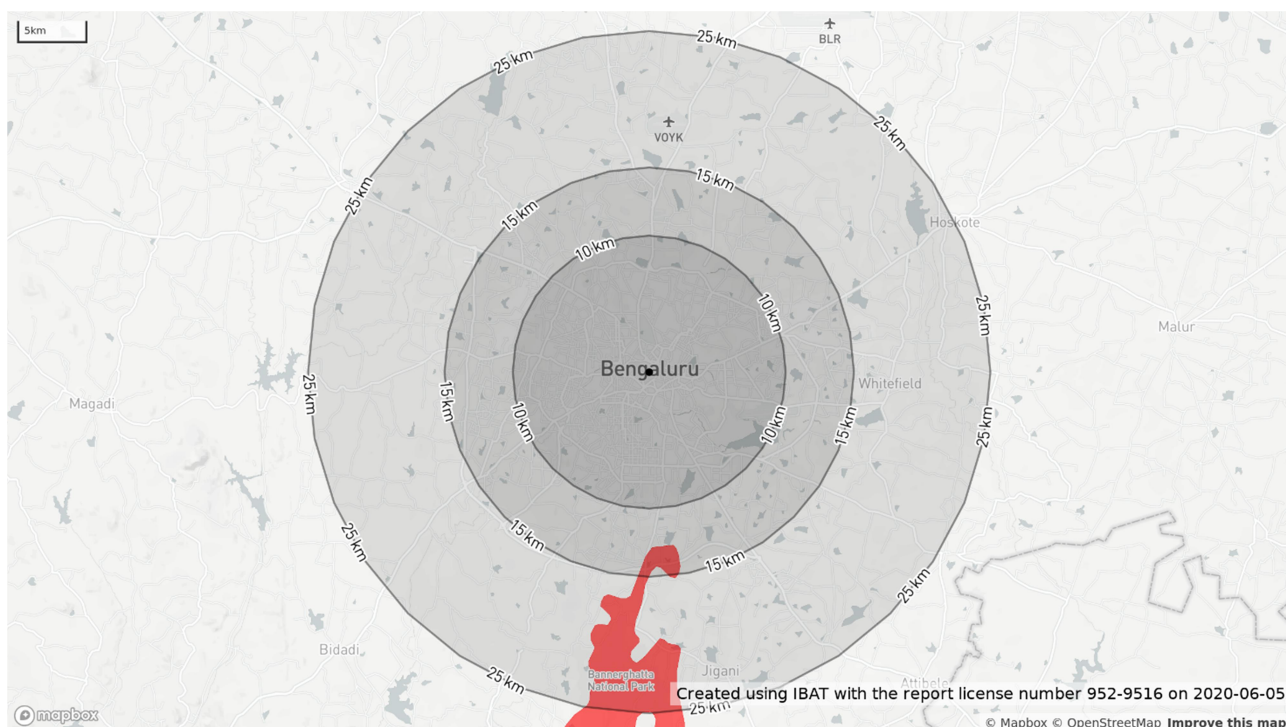 5km
BLR
25 km
25 km
VOYK
25 km
15 km
25 km
15 km
Hoskote
10 km
10 km
25 km
Malur
Bengaluru
Whitefield
25 km
15 km
Magadi
10 km
10 km
15 km
25 km
15 km
25 km
15 km
25 km
Bidadi
Jigani
Bannerghatta
National Park
25 km
Attibele
Created using IBAT with the report license number 952-9516 on 2020-06-05
25 km
mapbox
© Mapbox © OpenStreetMap Improve this map